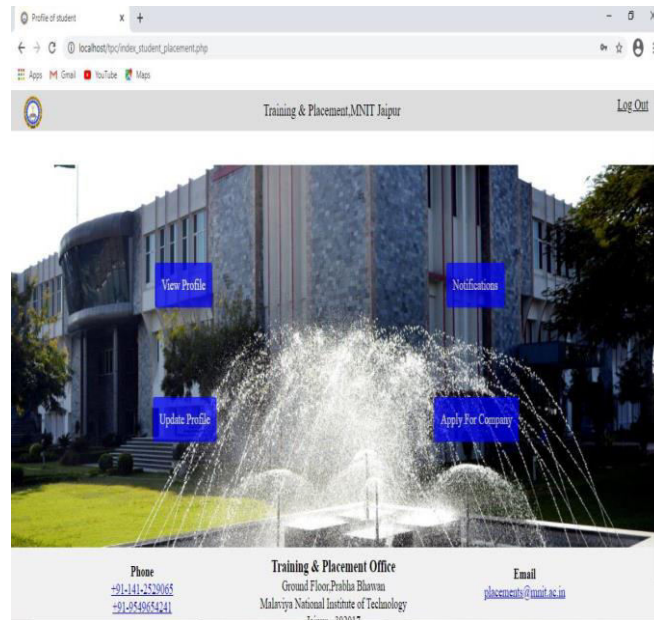 Profile of student
localhost/tpc/index_student_placement.php
Apps Gmail YouTube Maps
Training & Placement,MNIT Jaipur
Log Out
View Profile
Notifications
Update Profile
Apply For Company
Phone
+91-141-2529065
+91-9549654241
Training & Placement Office
Ground Floor,Prabha Bhawan
Malaviya National Institute of Technology
Email
placements@mnit.ac.in